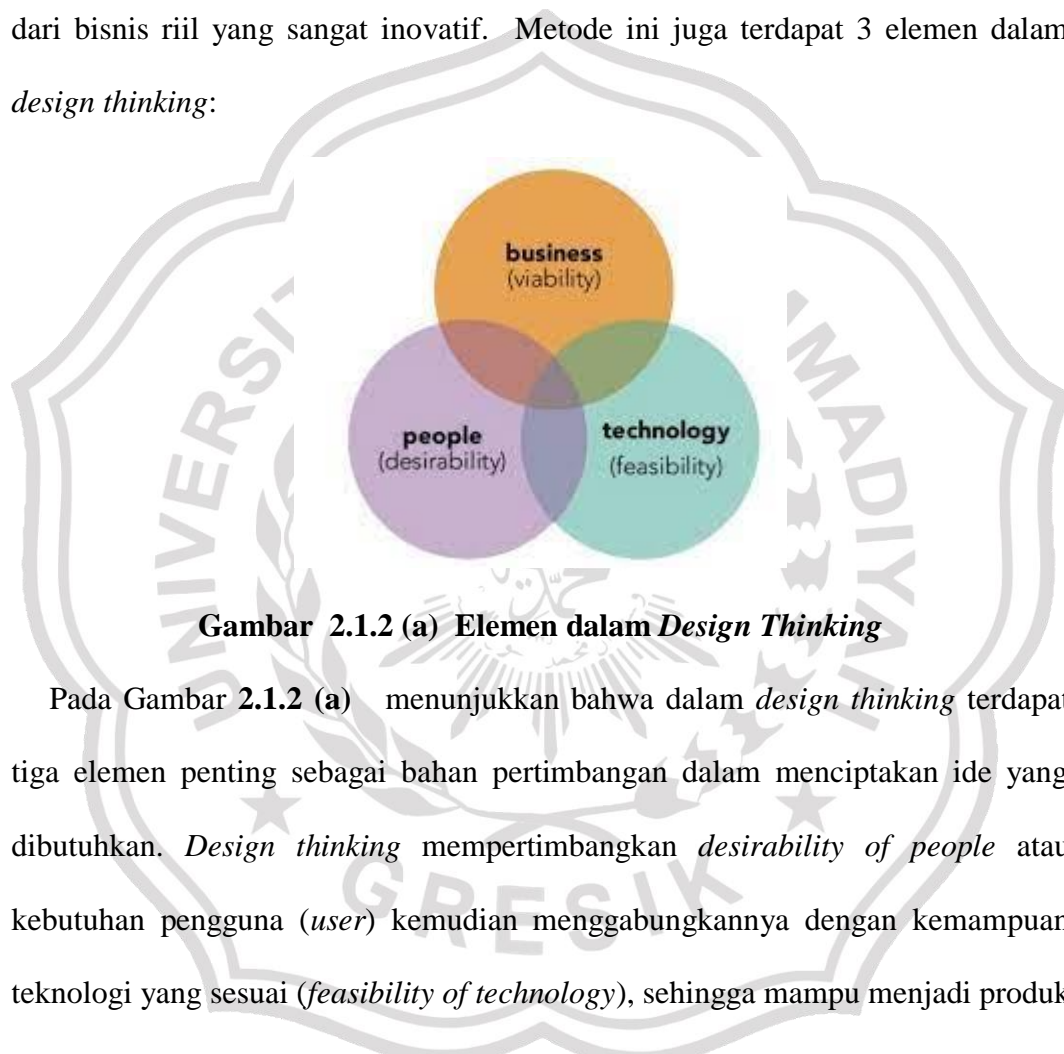 dari bisnis riil yang sangat inovatif. Metode ini juga terdapat 3 elemen dalam
design thinking:
business
(viability)
people
(desirability)
technology
(feasibility)
Gambar 2.1.2 (a) Elemen dalam Design Thinking
Pada Gambar 2.1.2 (a) menunjukkan bahwa dalam design thinking terdapat
tiga elemen penting sebagai bahan pertimbangan dalam menciptakan ide yang
dibutuhkan. Design thinking mempertimbangkan desirability of people atau
kebutuhan pengguna (user) kemudian menggabungkannya dengan kemampuan
teknologi yang sesuai (feasibility of technology), sehingga mampu menjadi produk
GRESIK